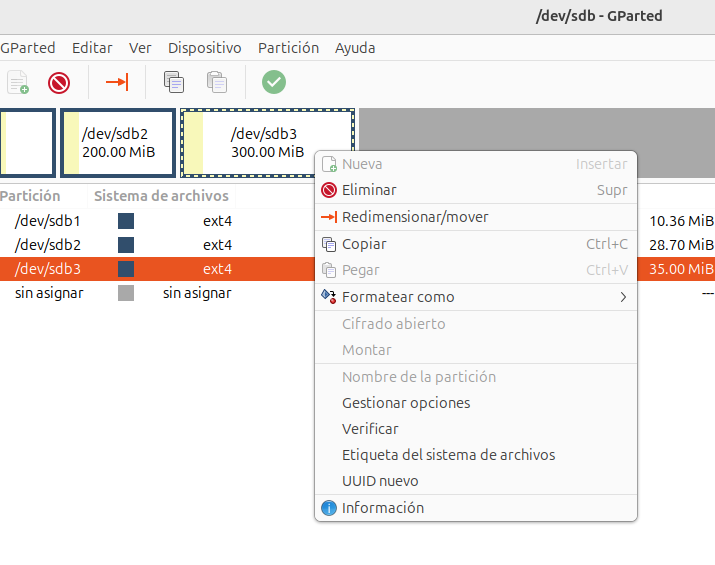 /dev/sdb - GParted
GParted Editar Ver Dispositivo Partición Ayuda
/dev/sdb2
200.00 MiB
/dev/sdb3
300.00 MiB
Nueva Insertar
Eliminar Supr
Redimensionar/mover
Copiar Ctrl+C
Pegar Ctrl+V
Formatear como
Cifrado abierto
Montar
Nombre de la partición
Gestionar opciones
Verificar
Etiqueta del sistema de archivos
UUID nuevo
Información
Partición Sistema de archivos
/dev/sdb1 ext4 10.36 MiB
/dev/sdb2 ext4 28.70 MiB
/dev/sdb3 ext4 35.00 MiB
sin asignar sin asignar ---